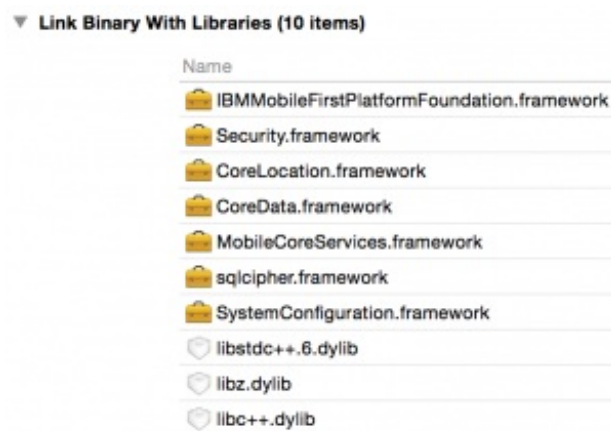 Link Binary With Libraries (10 items)
Name
IBMMobileFirstPlatformFoundation.framework
Security.framework
CoreLocation.framework
CoreData.framework
MobileCoreServices.framework
sqlcipher.framework
SystemConfiguration.framework
libstdc++.6.dylib
libz.dylib
libc++.dylib